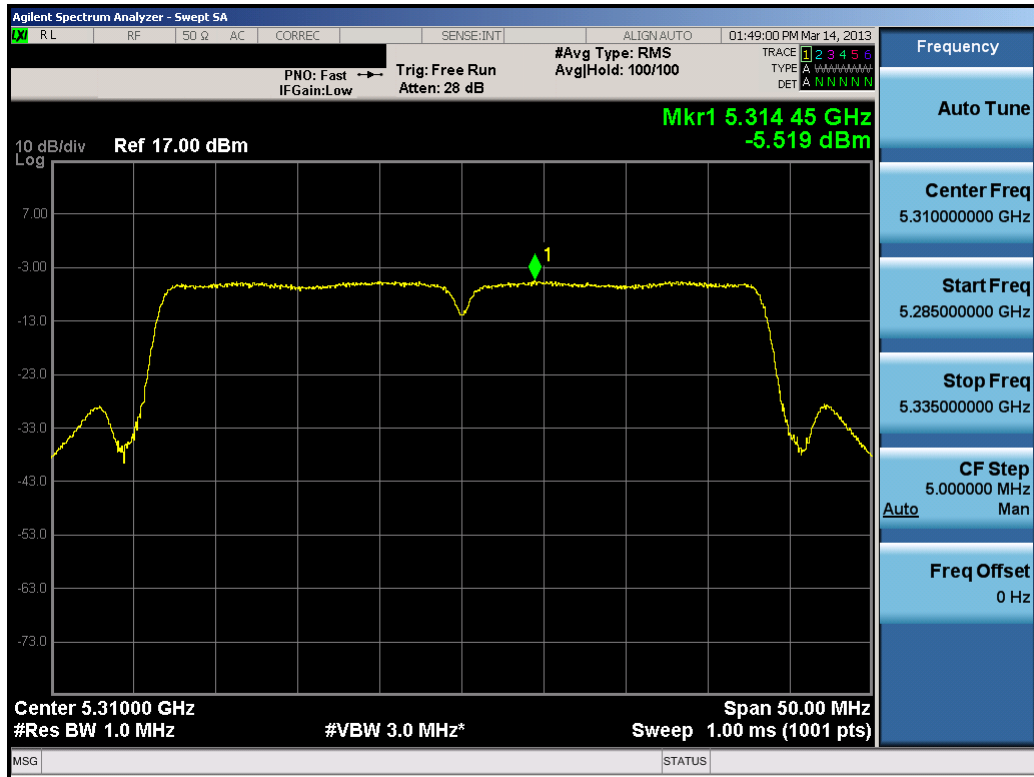 Agilent Spectrum Analyzer - Swept SA
LXI RL RF 50 Ω AC CORREC SENSE:INT ALIGN AUTO 01:49:00 PM Mar 14, 2013
PNO: Fast
IFGain:Low
Trig: Free Run
Atten: 28 dB
#Avg Type: RMS
Avg|Hold: 100/100
TRACE 1 2 3 4 5 6
TYPE A WWWWW
DET A N N N N N
Mkr1 5.314 45 GHz
-5.519 dBm
10 dB/div Ref 17.00 dBm
Log
7.00
-3.00
-13.0
-23.0
-33.0
-43.0
-53.0
-63.0
-73.0
1
Center 5.31000 GHz Span 50.00 MHz
#Res BW 1.0 MHz #VBW 3.0 MHz* Sweep 1.00 ms (1001 pts)
MSG STATUS
Frequency
Auto Tune
Center Freq
5.310000000 GHz
Start Freq
5.285000000 GHz
Stop Freq
5.335000000 GHz
CF Step
5.000000 MHz
Auto Man
Freq Offset
0 Hz